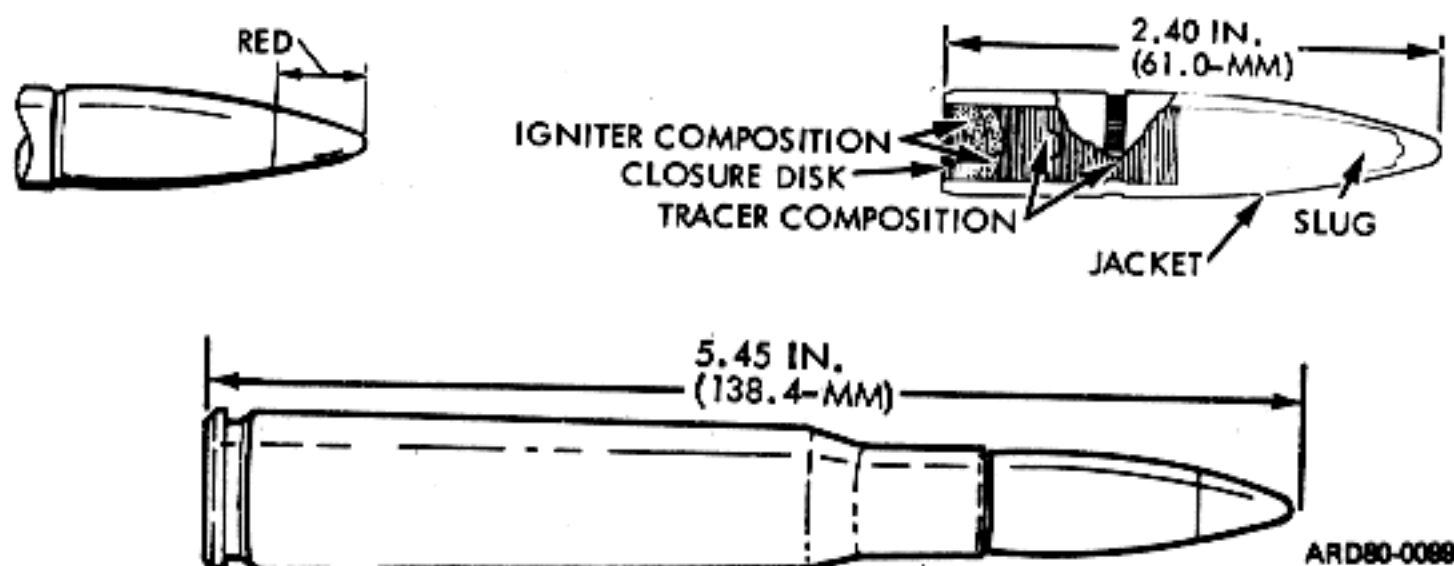 RED
2.40 IN.
(61.0-MM)
IGNITER COMPOSITION
CLOSURE DISK
TRACER COMPOSITION
SLUG
JACKET
5.45 IN.
(138.4-MM)
ARD80-0099